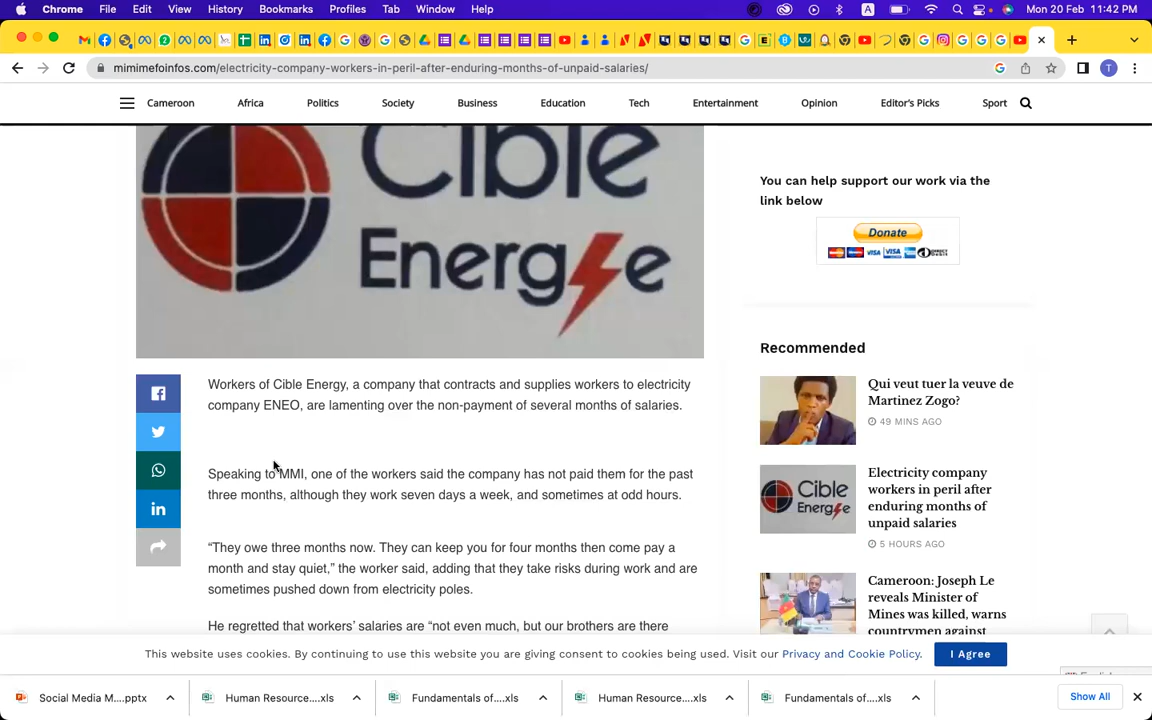 Chrome File Edit View History Bookmarks Profiles Tab Window Help A Mon 20 Feb 11:42 PM
mimimefoinfos.com/electricity-company-workers-in-peril-after-enduring-months-of-unpaid-salaries/ T
Cameroon Africa Politics Society Business Education Tech Entertainment Opinion Editor's Picks Sport
Cible
Energie
You can help support our work via the
link below
Donate
Recommended
Workers of Cible Energy, a company that contracts and supplies workers to electricity
company ENEO, are lamenting over the non-payment of several months of salaries.
Speaking to MMI, one of the workers said the company has not paid them for the past
three months, although they work seven days a week, and sometimes at odd hours.
“They owe three months now. They can keep you for four months then come pay a
month and stay quiet,” the worker said, adding that they take risks during work and are
sometimes pushed down from electricity poles.
He regretted that workers’ salaries are “not even much, but our brothers are there
Qui veut tuer la veuve de
Martinez Zogo?
49 MINS AGO
Cible
Energie
Electricity company
workers in peril after
enduring months of
unpaid salaries
5 HOURS AGO
Cameroon: Joseph Le
reveals Minister of
Mines was killed, warns
countrymen against
This website uses cookies. By continuing to use this website you are giving consent to cookies being used. Visit our Privacy and Cookie Policy. I Agree
Social Media M....pptx Human Resource....xls Fundamentals of....xls Human Resource....xls Fundamentals of....xls Show All